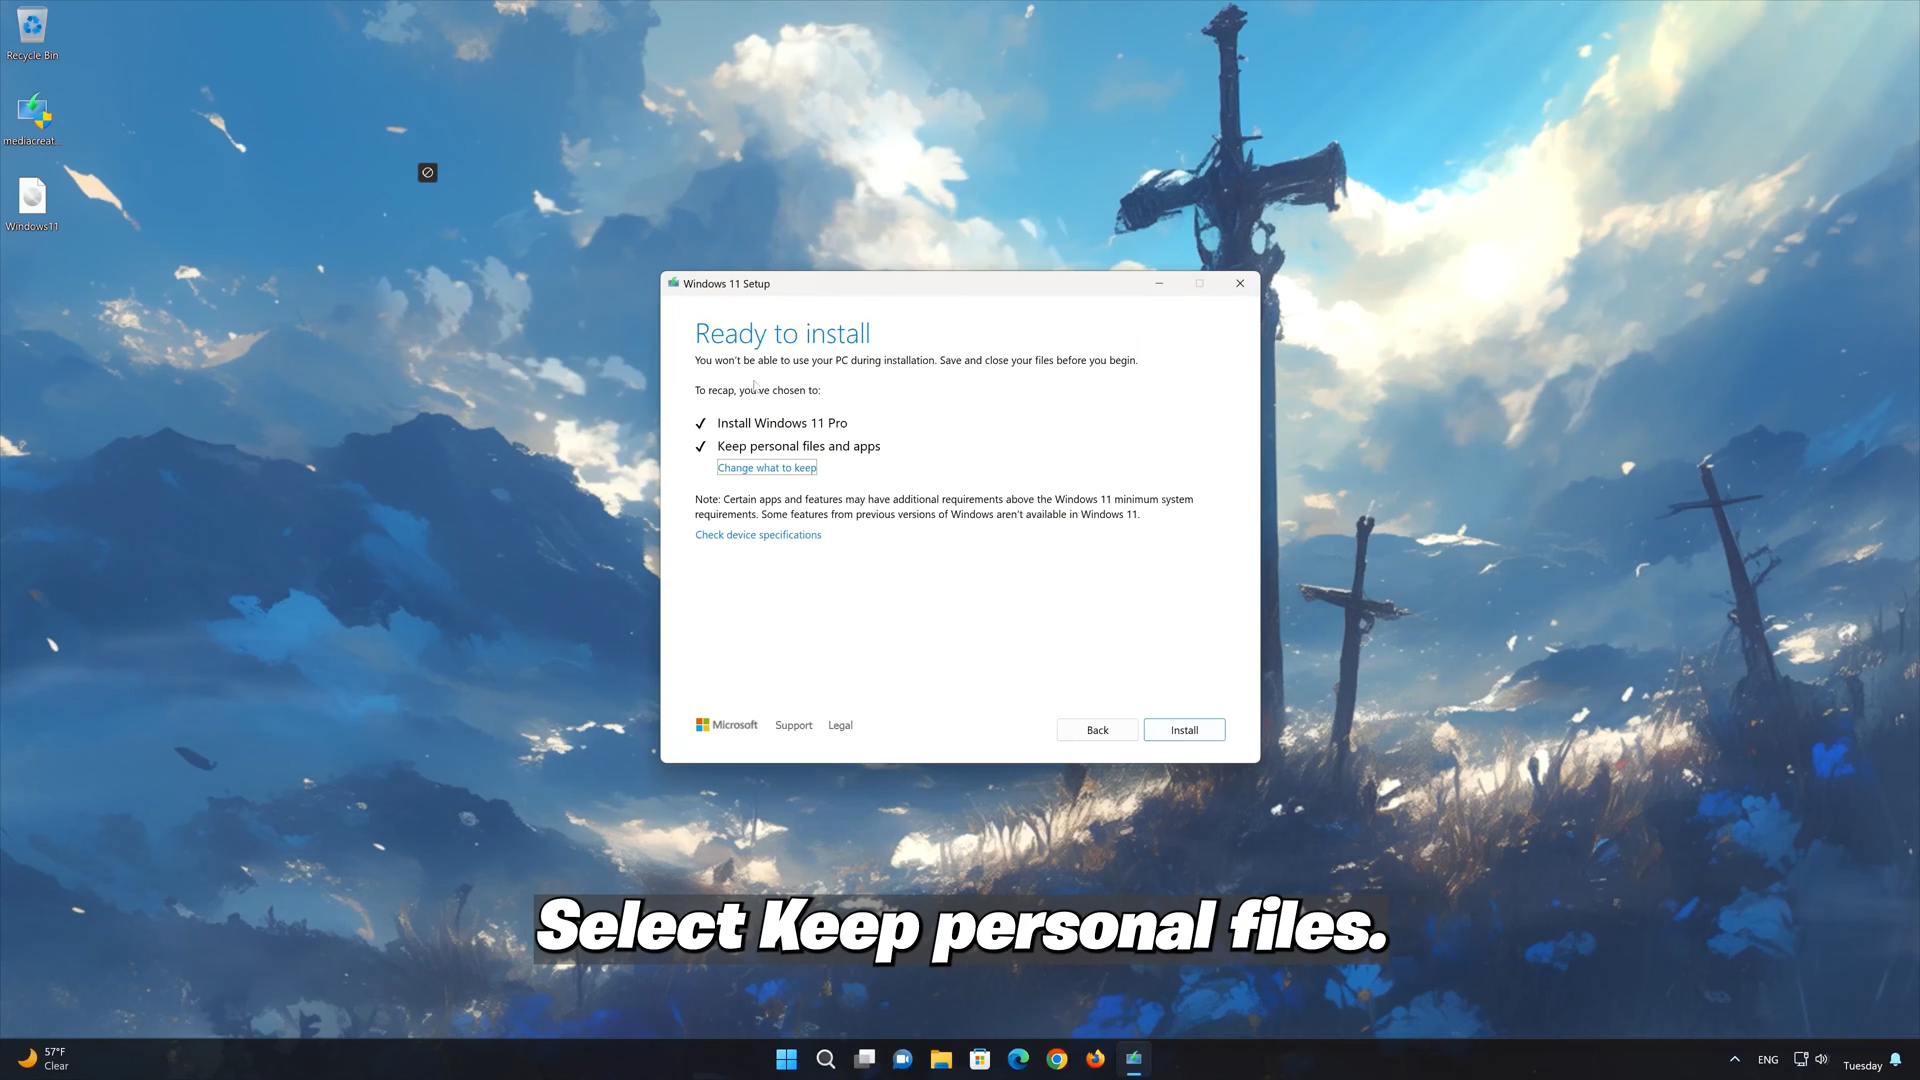 Recycle Bin
mediacreat...
Windows11
Windows 11 Setup
Ready to install
You won't be able to use your PC during installation. Save and close your files before you begin.
To recap, you've chosen to:
Install Windows 11 Pro
Keep personal files and apps
Change what to keep
Note: Certain apps and features may have additional requirements above the Windows 11 minimum system
requirements. Some features from previous versions of Windows aren't available in Windows 11.
Check device specifications
Microsoft Support Legal
Back Install
Select Keep personal files.
57°F
Clear
ENG
Tuesday